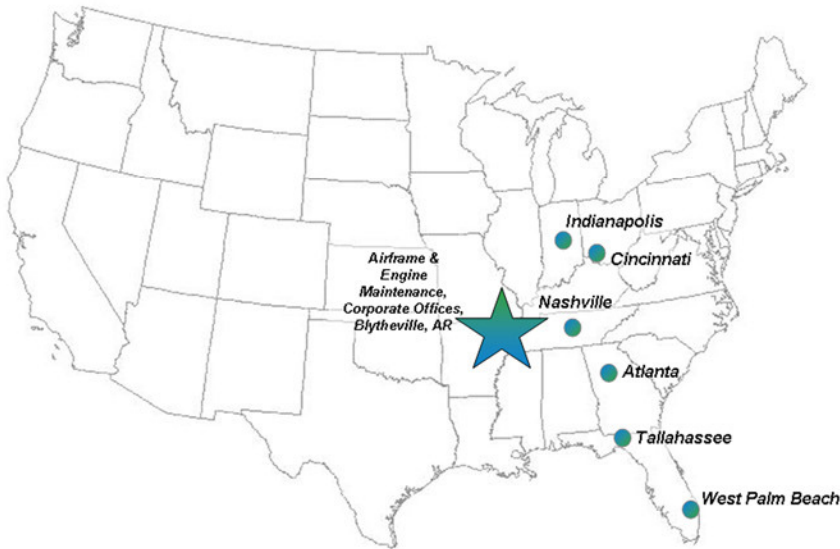 Indianapolis
Cincinnati
Airframe &
Engine
Maintenance,
Corporate Offices,
Blytheville, AR
Nashville
Atlanta
Tallahassee
West Palm Beach